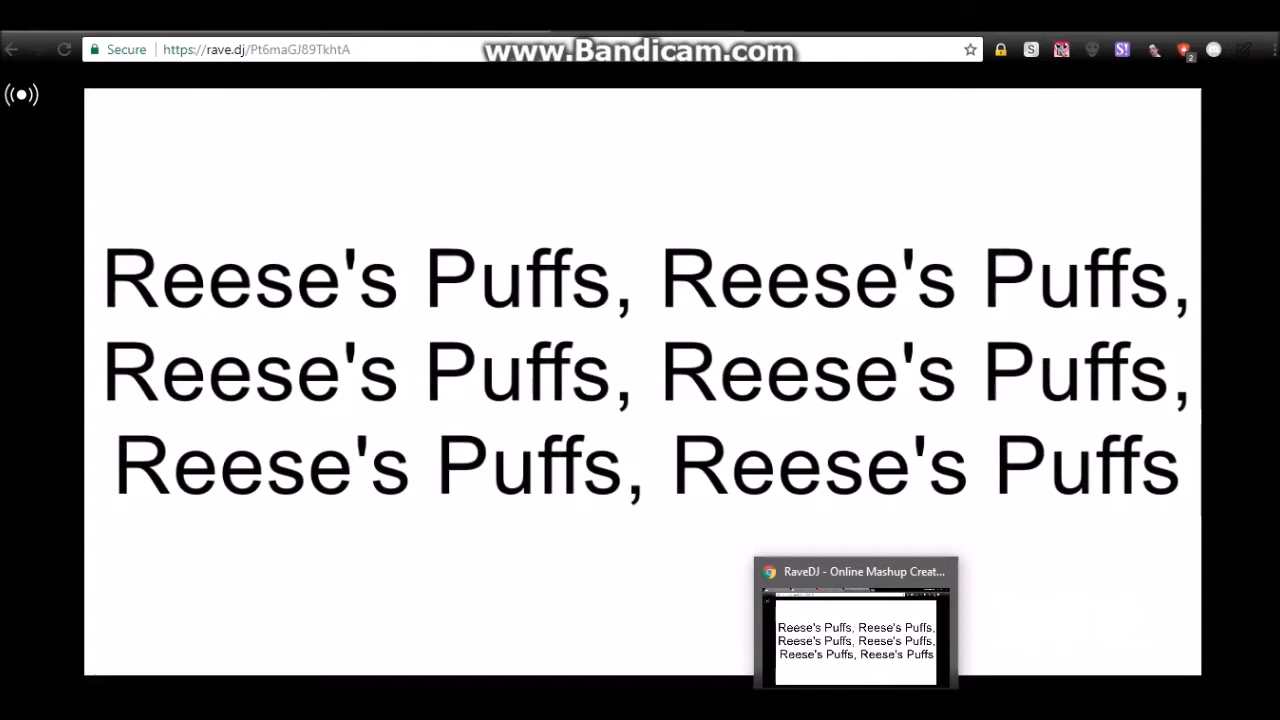 www.Bandicam.com
Secure
https://rave.dj/Pt6maGJ89TkhtA
S
S!
2
Reese's Puffs, Reese's Puffs,
Reese's Puffs, Reese's Puffs,
Reese's Puffs, Reese's Puffs
RaveDJ - Online Mashup Creat...
Reese's Puffs, Reese's Puffs,
Reese's Puffs, Reese's Puffs,
Reese's Puffs, Reese's Puffs